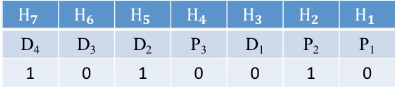 H₇ H₆ H₅ H₄ H₃ H₂ H₁
D₄ D₃ D₂ P₃ D₁ P₂ P₁
1 0 1 0 0 1 0